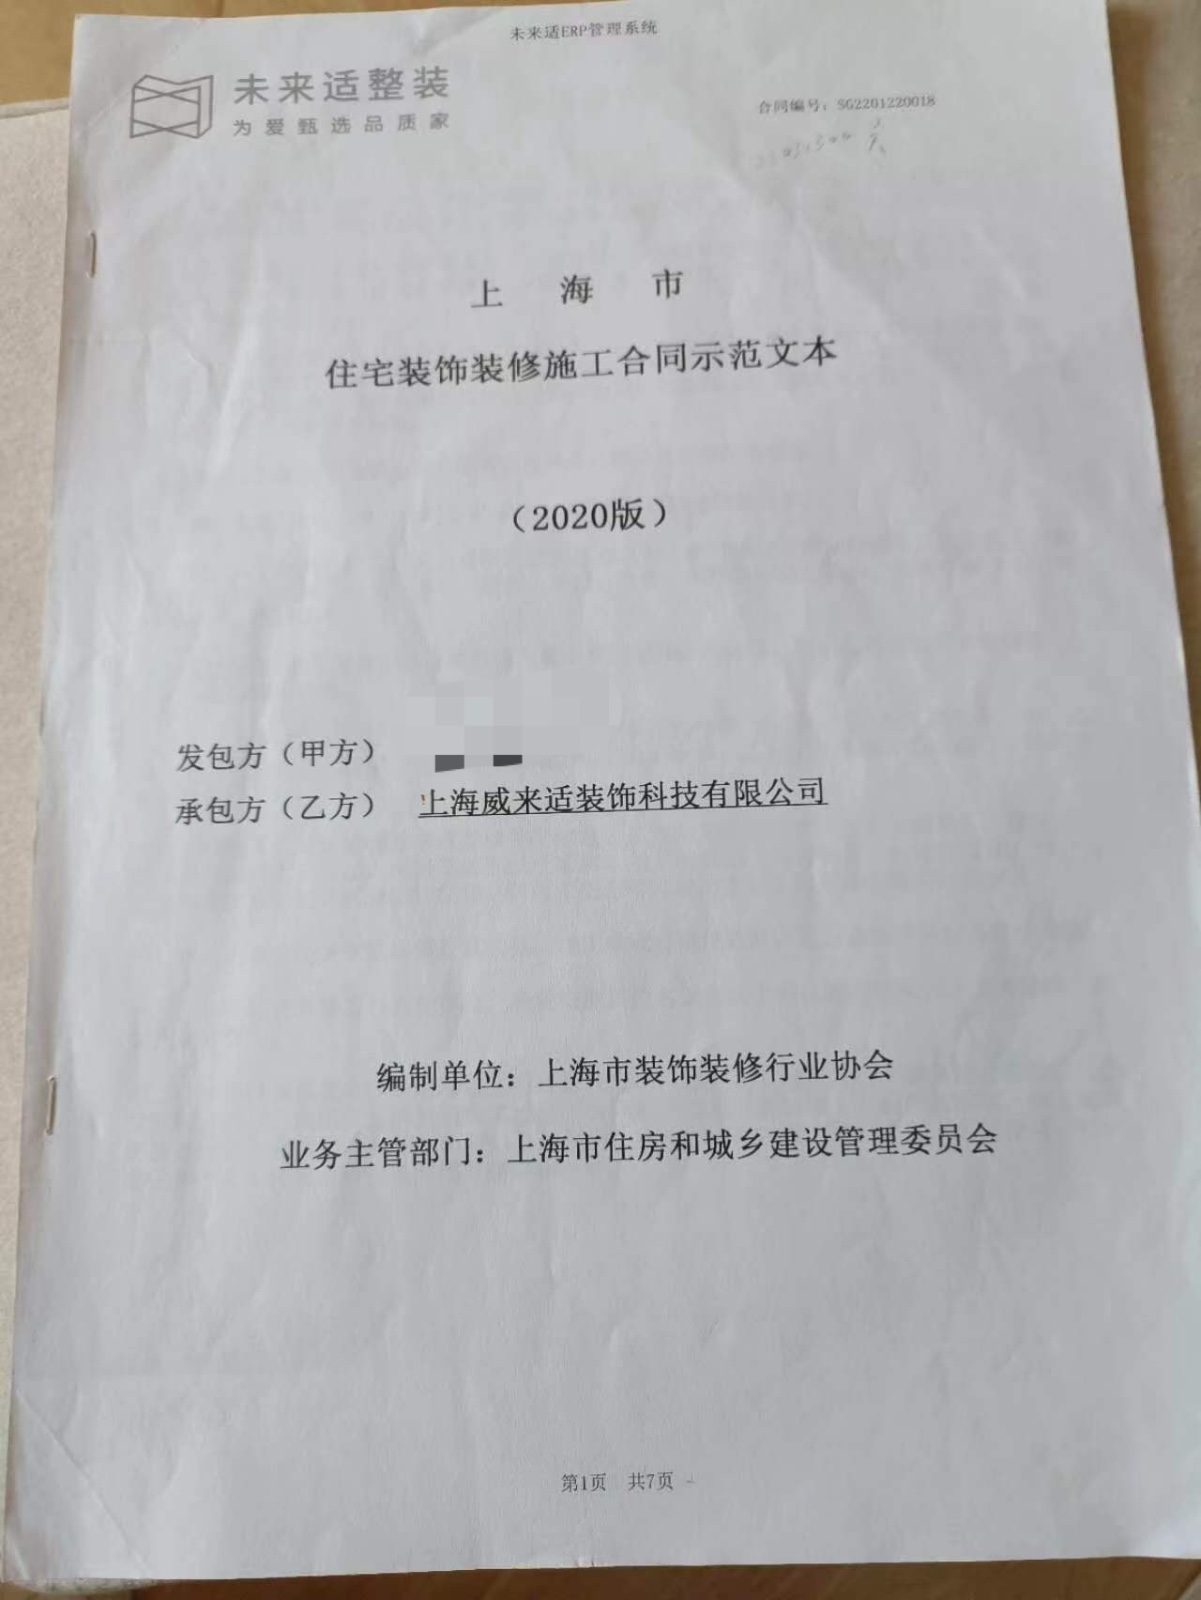 未来适ERP管理系统
未来适整装
为爱甄选品质家
合同编号：SG2201220018
上 海 市
住宅装饰装修施工合同示范文本
（2020版）
发包方（甲方）
承包方（乙方） 上海威来适装饰科技有限公司
编制单位：上海市装饰装修行业协会
业务主管部门：上海市住房和城乡建设管理委员会
第1页 共7页